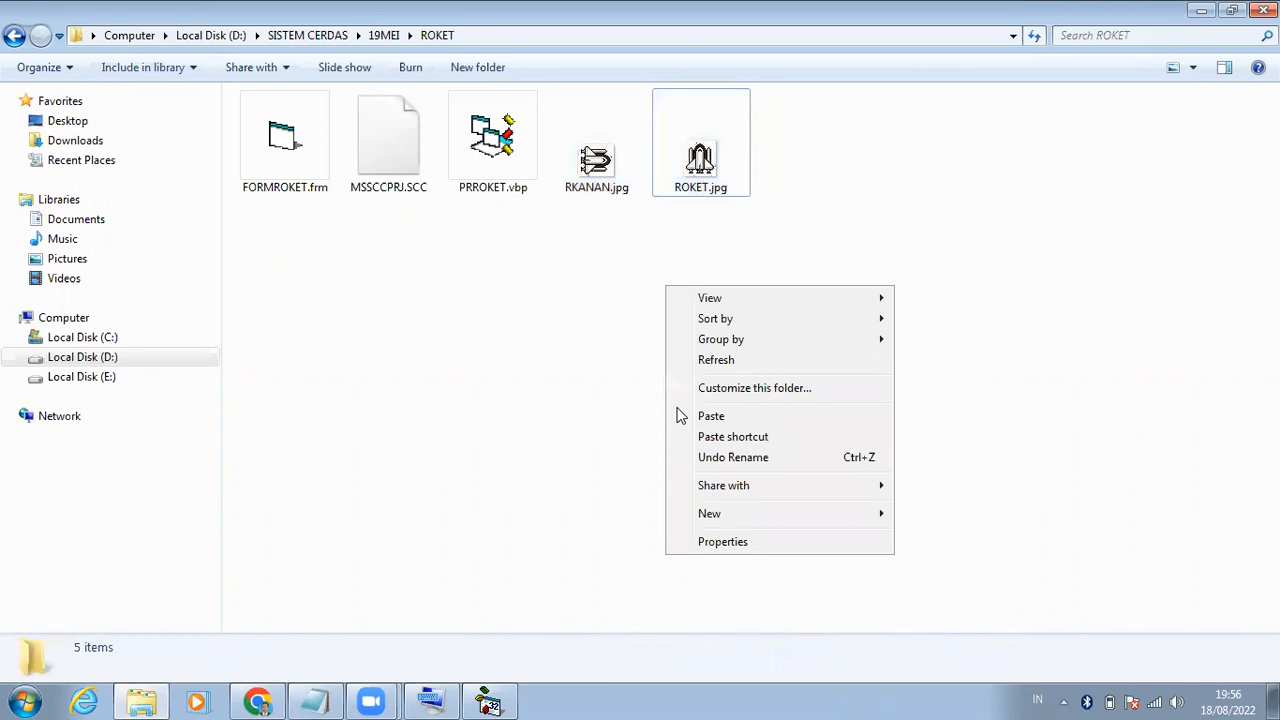 Computer Local Disk (D:) SISTEM CERDAS 19MEI ROKET Search ROKET
Organize Include in library Share with Slide show Burn New folder
Favorites
Desktop
Downloads
Recent Places
Libraries
Documents
Music
Pictures
Videos
Computer
Local Disk (C:)
Local Disk (D:)
Local Disk (E:)
Network
FORMROKET.frm MSSCCPRJ.SCC PRROKET.vbp RKANAN.jpg ROKET.jpg
View
Sort by
Group by
Refresh
Customize this folder...
Paste
Paste shortcut
Undo Rename Ctrl+Z
Share with
New
Properties
5 items
32
IN
19:56
18/08/2022